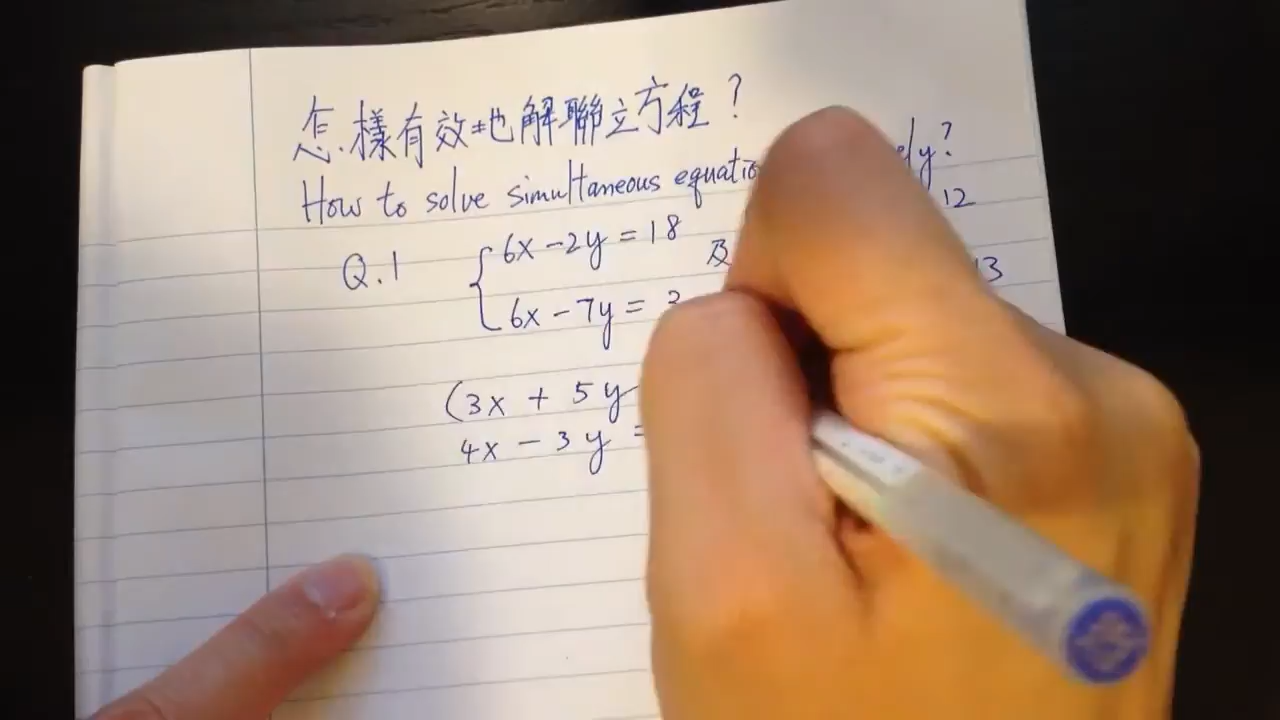 怎樣有效地解聯立方程？
How to solve simultaneous
Q.1 6x - 2y = 18 及 12
6x - 7y = 13
(3x + 5y
4x - 3y =